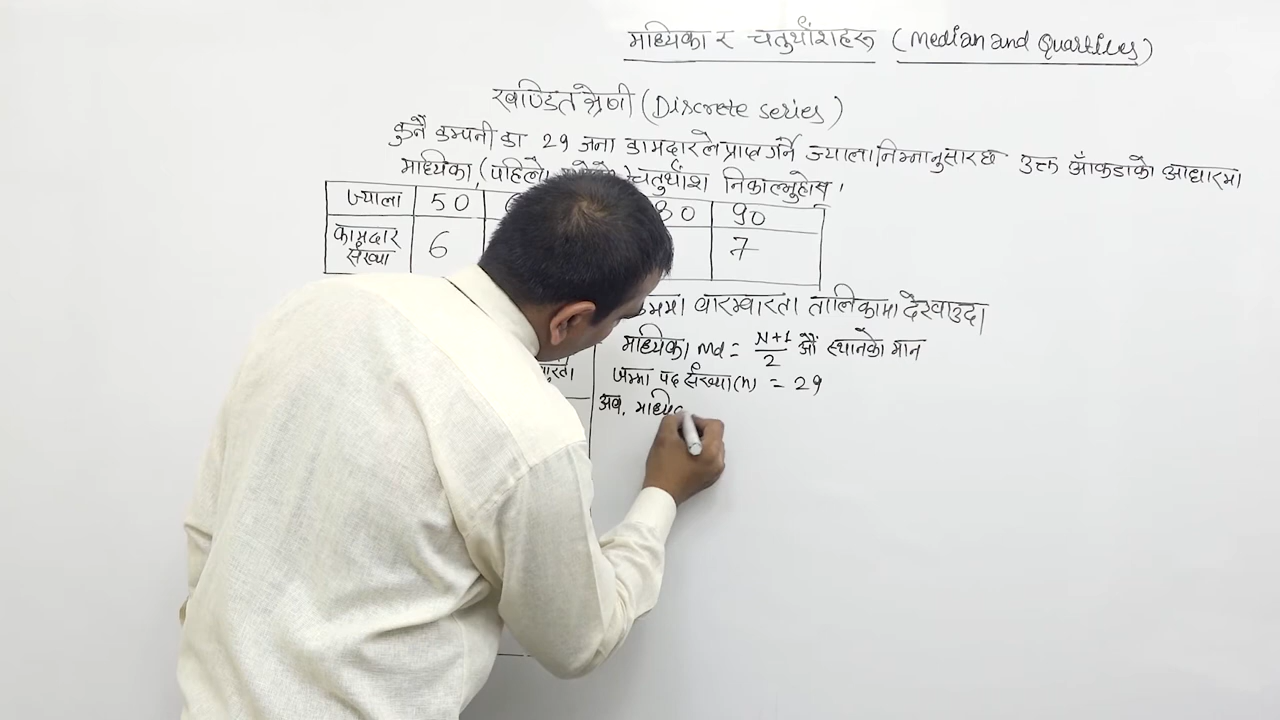 माध्यिका र चतुर्थांशहरू (Median and Quartiles)
खण्डित श्रेणी (Discrete series)
कुनै कम्पनी का 29 जना कामदारले प्राप्त गर्ने ज्याला निम्नानुसार छ उक्त आँकडाको आधारमा
माध्यिका, (पहिलो चतुर्थांश निकाल्नुहोस् ।
ज्याला 50 80 90
कामदार संख्या 6 7
वारम्वारता तालिकामा देखाउदा
माध्यिका Md = N+1/2 औं स्थानको मान
जम्मा पद संख्या (n) = 29
अब, माध्यि